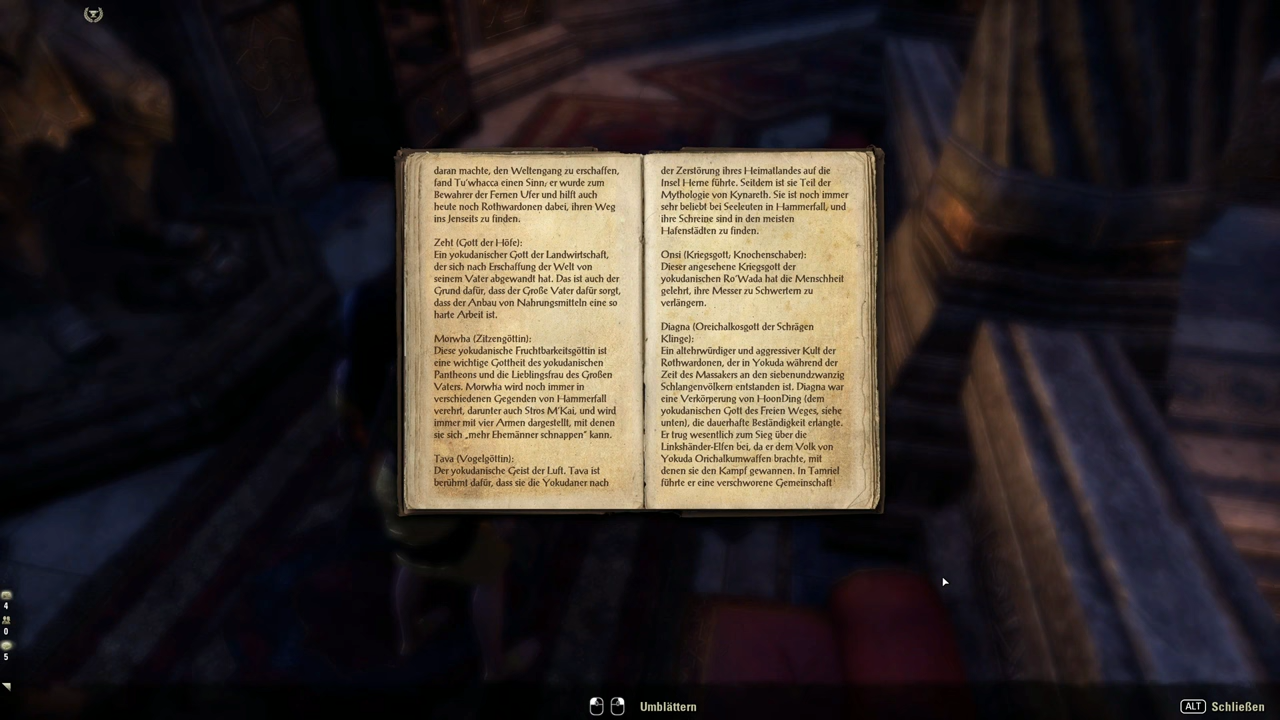 daran machte, den Weltengang zu erschaffen,
fand Tu'whacca einen Sinn; er wurde zum
Bewahrer der Fernen Ufer und hilft auch
heute noch Rothwardonen dabei, ihren Weg
ins Jenseits zu finden.
Zeht (Gott der Höfe):
Ein yokudanischer Gott der Landwirtschaft,
der sich nach Erschaffung der Welt von
seinem Vater abgewandt hat. Das ist auch der
Grund dafür, dass der Große Vater dafür sorgt,
dass der Anbau von Nahrungsmitteln eine so
harte Arbeit ist.
Morwha (Zitzengöttin):
Diese yokudanische Fruchtbarkeitsgöttin ist
eine wichtige Gottheit des yokudanischen
Pantheons und die Lieblingsfrau des Großen
Vaters. Morwha wird noch immer in
verschiedenen Gegenden von Hammerfall
verehrt, darunter auch Stros M'Kai, und wird
immer mit vier Armen dargestellt, mit denen
sie sich „mehr Ehemänner schnappen“ kann.
Tava (Vogelgöttin):
Der yokudanische Geist der Luft. Tava ist
berühmt dafür, dass sie die Yokudaner nach
der Zerstörung ihres Heimatlandes auf die
Insel Herne führte. Seitdem ist sie Teil der
Mythologie von Kynareth. Sie ist noch immer
sehr beliebt bei Seeleuten in Hammerfall, und
ihre Schreine sind in den meisten
Hafenstädten zu finden.
Onsi (Kriegsgott, Knochenschaber):
Dieser angesehene Kriegsgott der
yokudanischen Ro'Wada hat die Menschheit
gelehrt, ihre Messer zu Schwertern zu
verlängern.
Diagna (Oreichalkosgott der Schrägen
Klinge):
Ein altehrwürdiger und aggressiver Kult der
Rothwardonen, der in Yokuda während der
Zeit des Massakers an den siebenundzwanzig
Schlangenvölkern entstanden ist. Diagna war
eine Verkörperung von HoonDing (dem
yokudanischen Gott des Freien Weges, siehe
unten), die dauerhafte Beständigkeit erlangte.
Er trug wesentlich zum Sieg über die
Linkshänder-Elfen bei, da er dem Volk von
Yokuda Orichalkumwaffen brachte, mit
denen sie den Kampf gewannen. In Tamriel
führte er eine verschworene Gemeinschaft
4
0
5
Umblättern
ALT Schließen